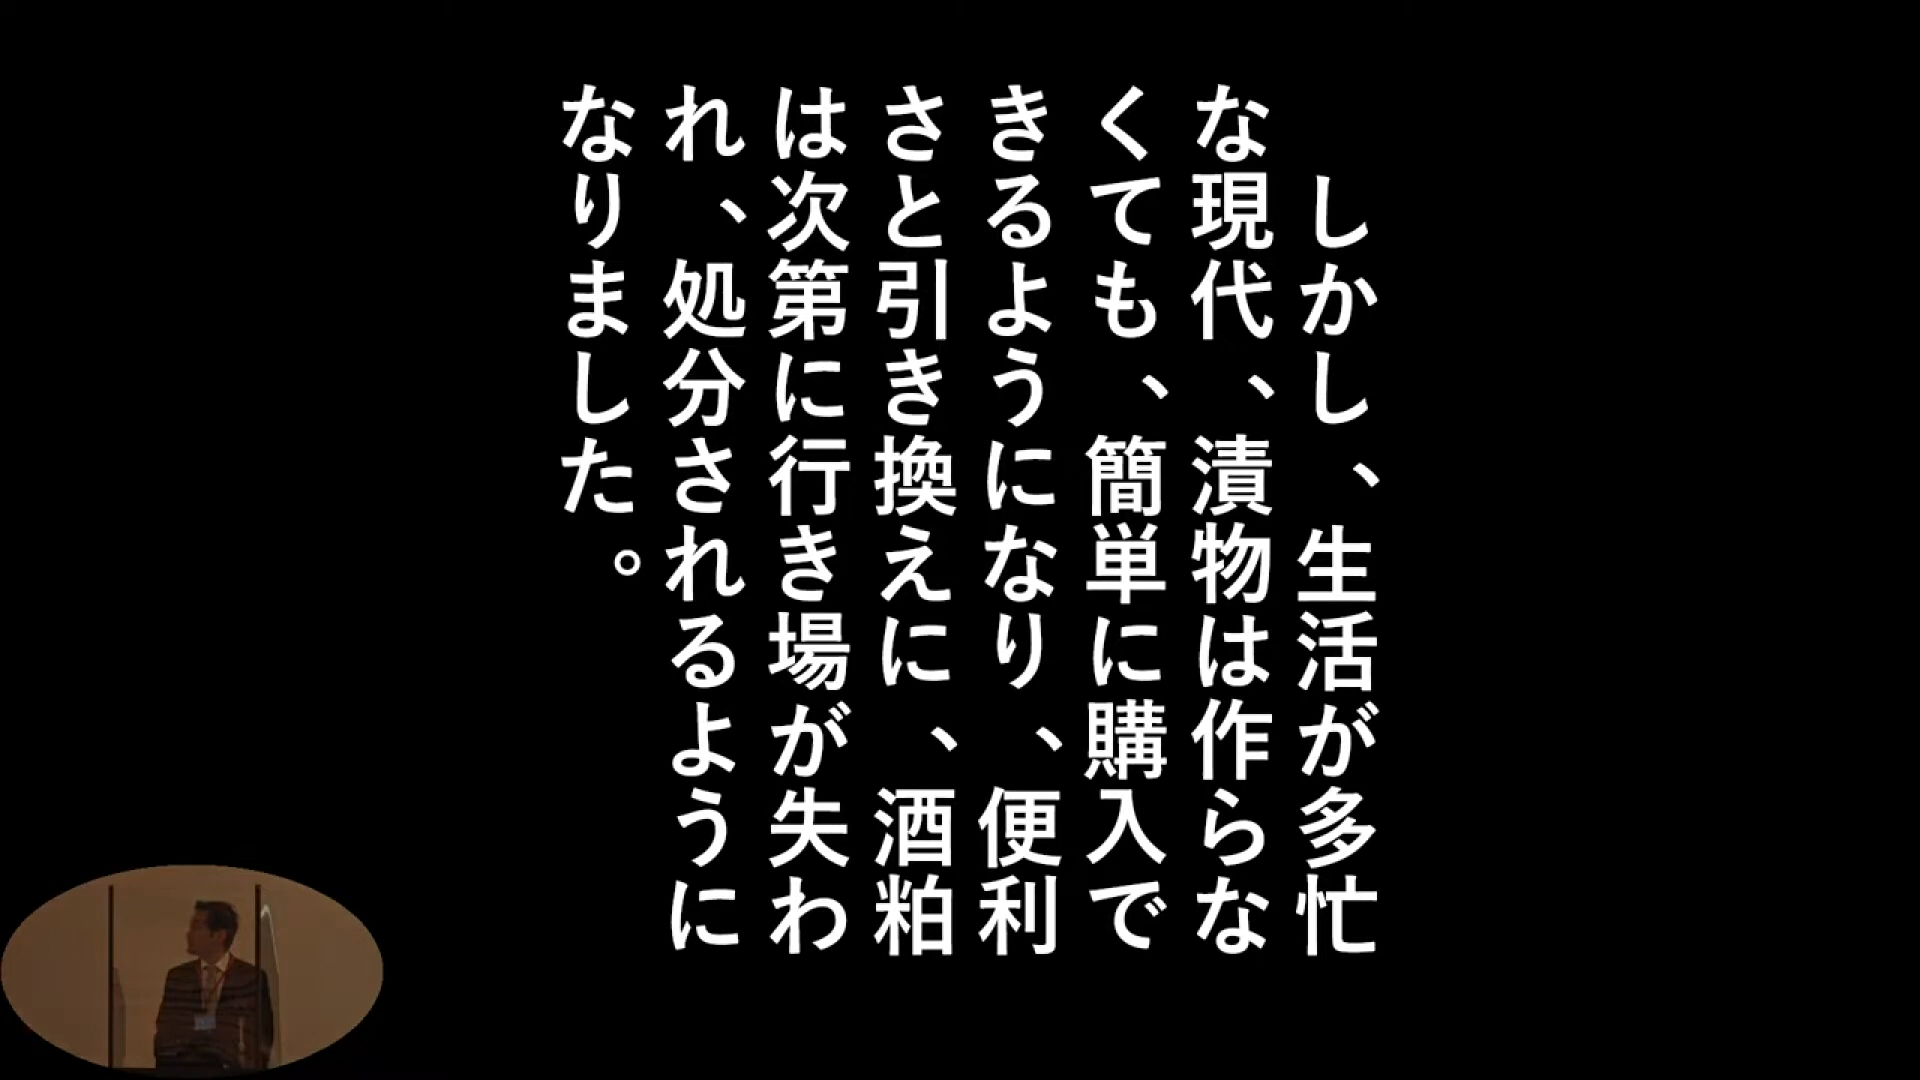 しかし、生活が多忙
な現代、漬物は作らな
くても、簡単に購入で
きるようになり、便利
さと引き換えに、酒粕
は次第に行き場が失わ
れ、処分されるように
なりました。